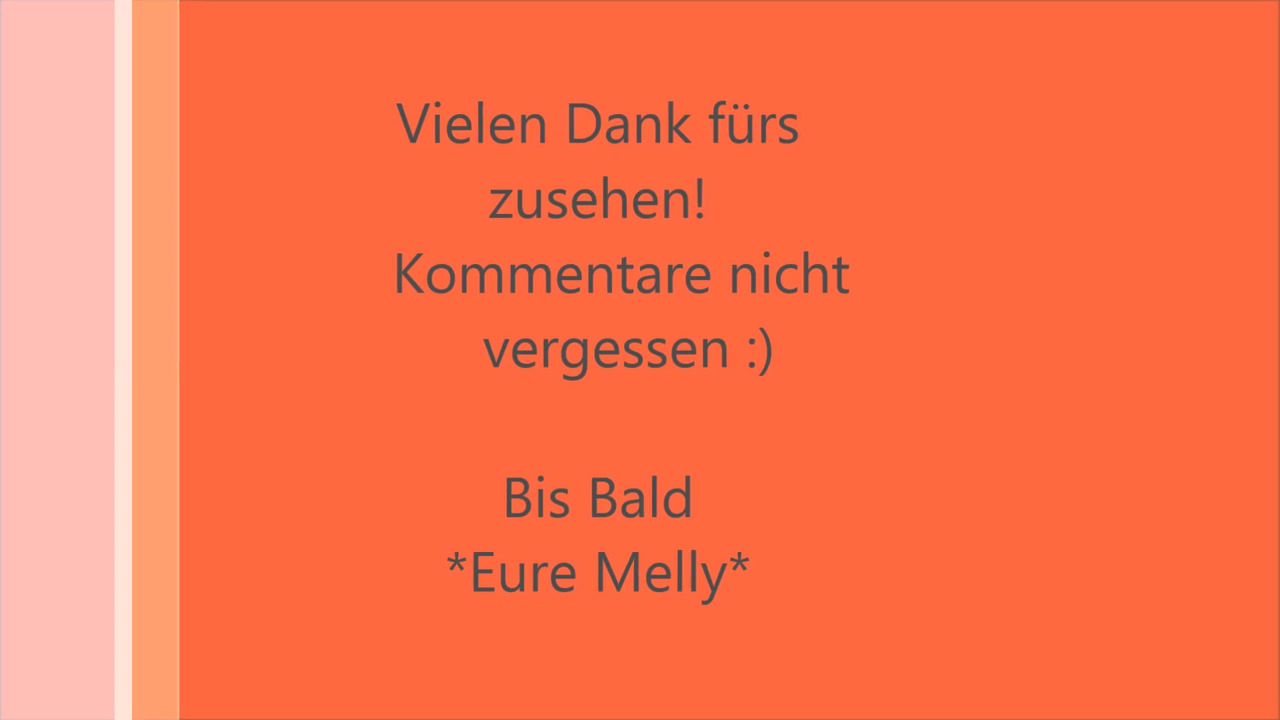 Vielen Dank fürs
zusehen!
Kommentare nicht
vergessen :)
Bis Bald
*Eure Melly*